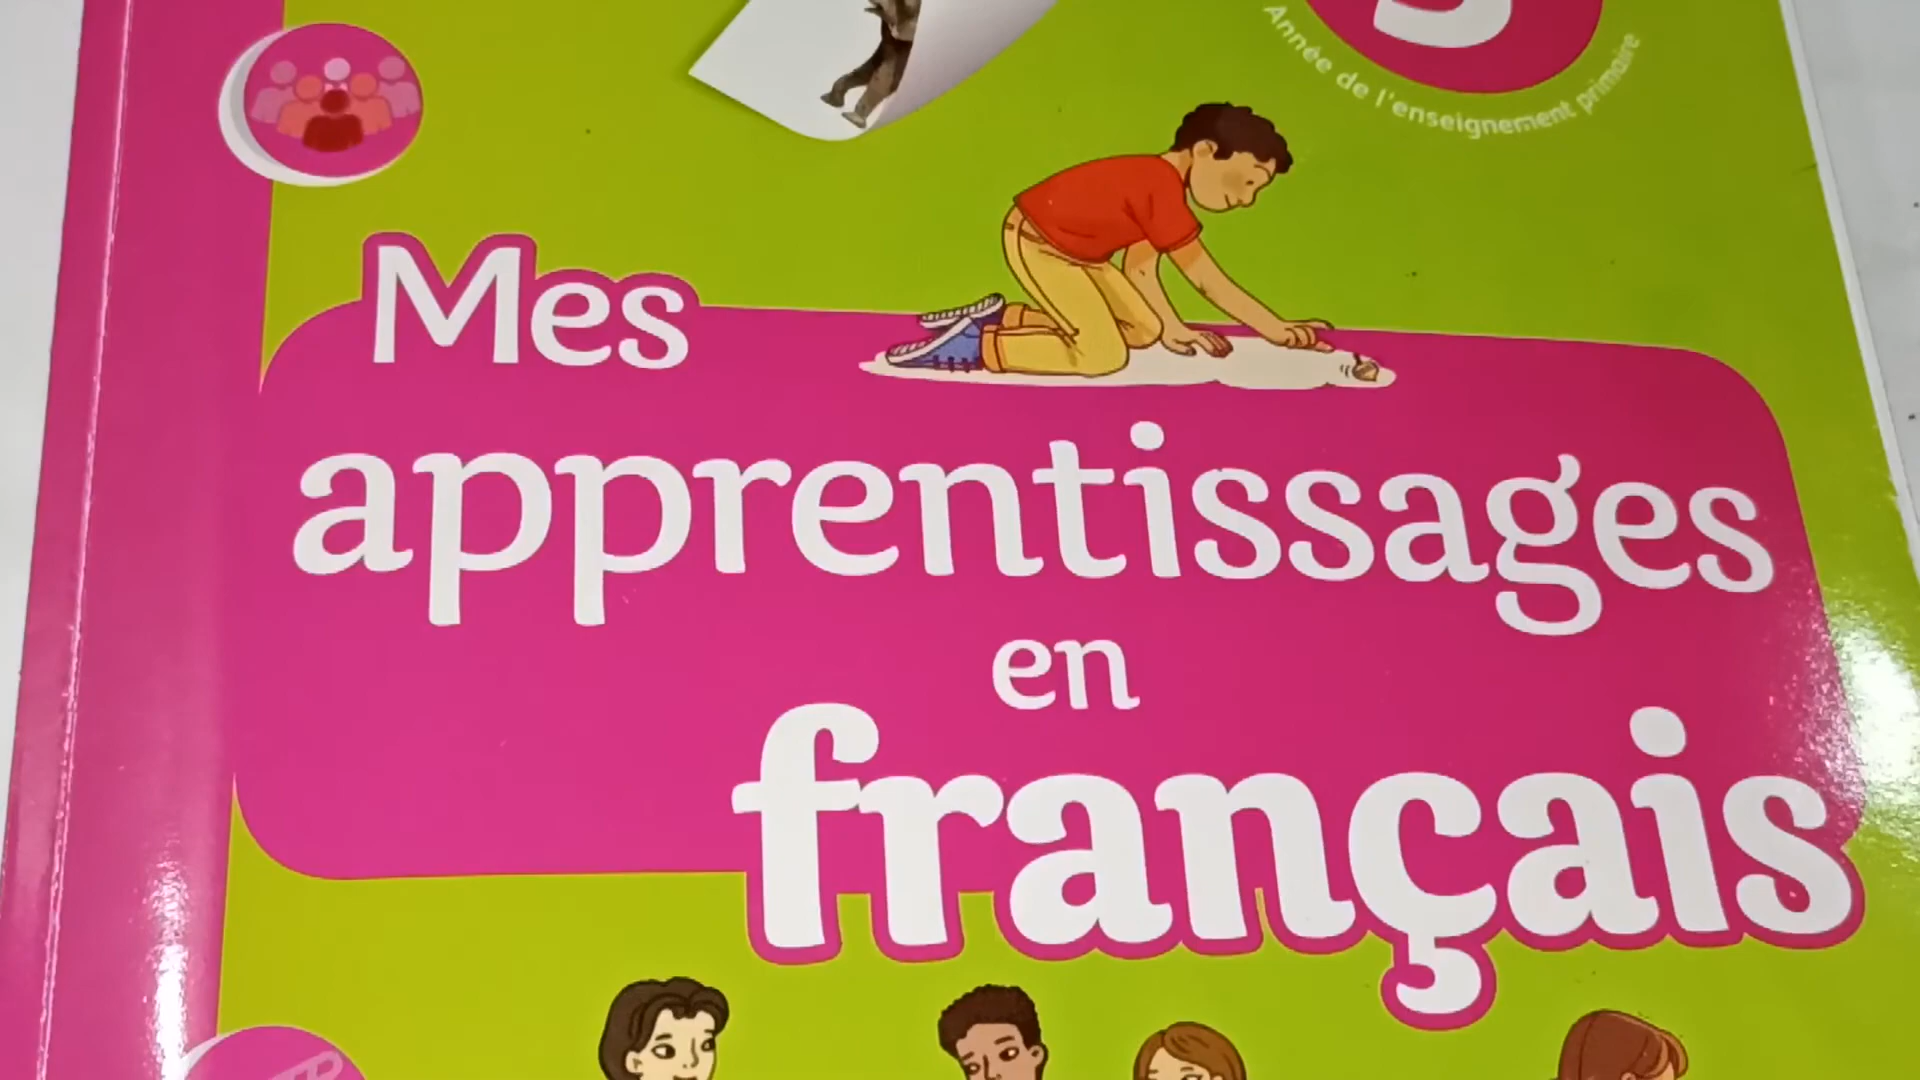 Année de l'enseignement primaire
Mes
apprentissages
en
français